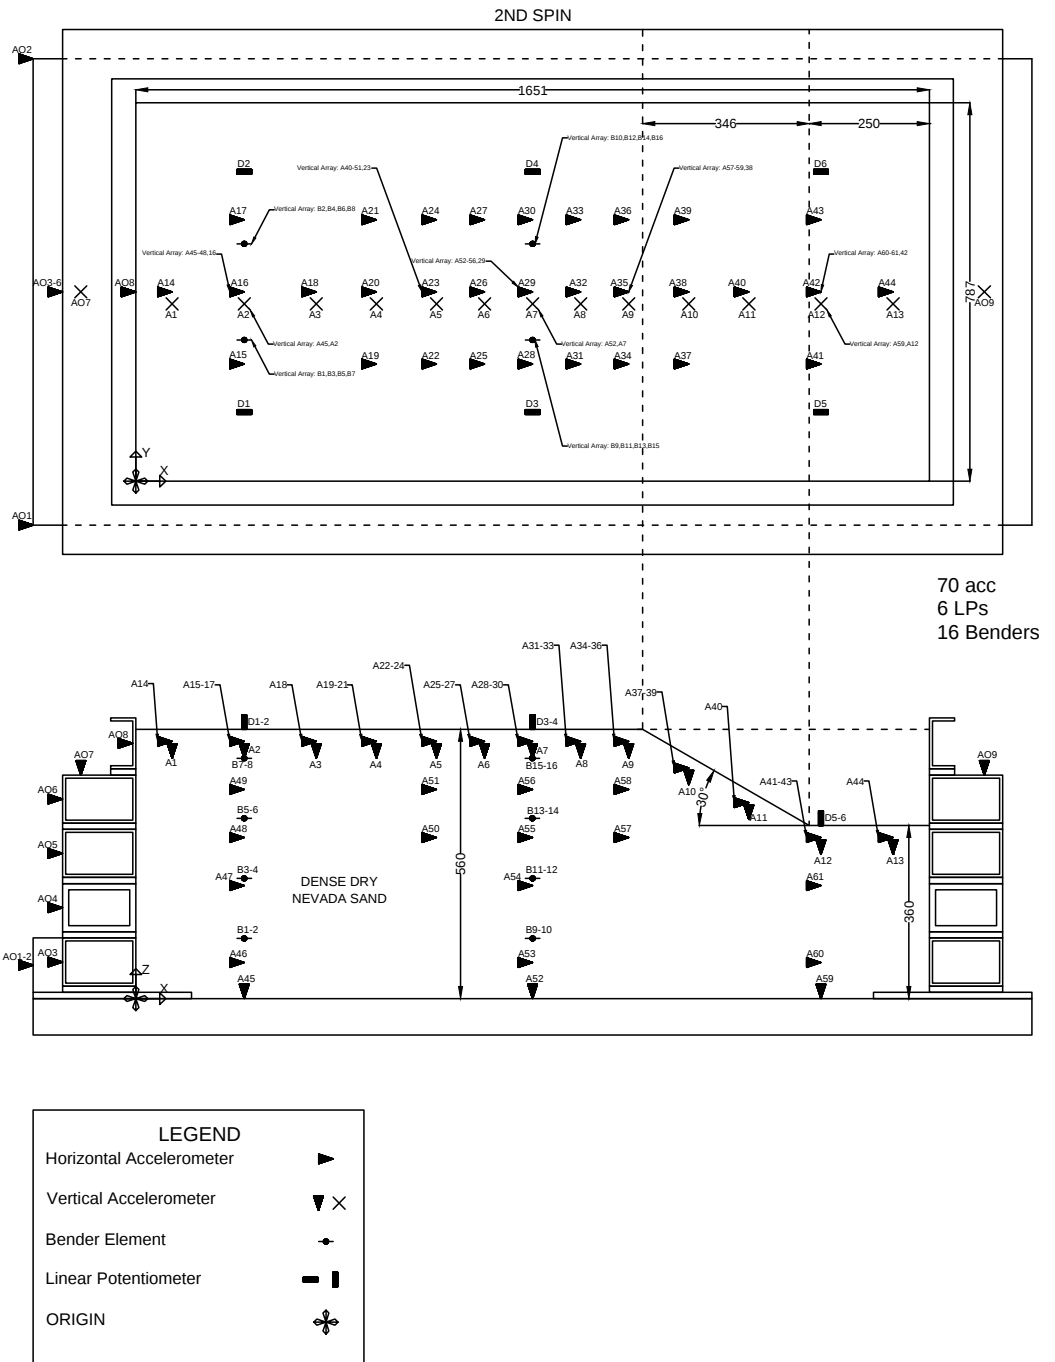 2ND SPIN
AO2
1651
346
250
D2
D4
D6
Vertical Array: B10,B12,B14,B16
Vertical Array: A40-51,23
Vertical Array: A57-59,38
A17
Vertical Array: B2,B4,B6,B8
A21
A24
A27
A30
A33
A36
A39
A43
Vertical Array: A45-48,16
Vertical Array: A52-56,29
Vertical Array: A60-61,42
AO3-6
AO7
AO8
A14
A16
A18
A20
A23
A26
A29
A32
A35
A38
A40
A42
A44
787
AO9
A1
A2
A3
A4
A5
A6
A7
A8
A9
A10
A11
A12
A13
Vertical Array: A45,A2
Vertical Array: A52,A7
Vertical Array: A59,A12
A15
A19
A22
A25
A28
A31
A34
A37
A41
Vertical Array: B1,B3,B5,B7
D1
D3
D5
Vertical Array: B9,B11,B13,B15
Y
X
AO1
70 acc
6 LPs
16 Benders
A31-33
A34-36
A22-24
A14
A15-17
A18
A19-21
A25-27
A28-30
A37-39
A40
D1-2
D3-4
AO8
AO7
A1
A2
A3
A4
A5
A6
A7
A8
A9
AO9
B7-8
B15-16
A49
A51
A56
A58
A10
30°
A41-43
A44
AO6
B5-6
B13-14
A11
D5-6
A48
A50
A55
A57
AO5
A12
A13
B3-4
B11-12
A47
DENSE DRY
NEVADA SAND
560
A54
A61
AO4
360
B1-2
B9-10
AO1-2
AO3
A46
A53
A60
Z
X
A45
A52
A59
LEGEND
Horizontal Accelerometer
Vertical Accelerometer
Bender Element
Linear Potentiometer
ORIGIN